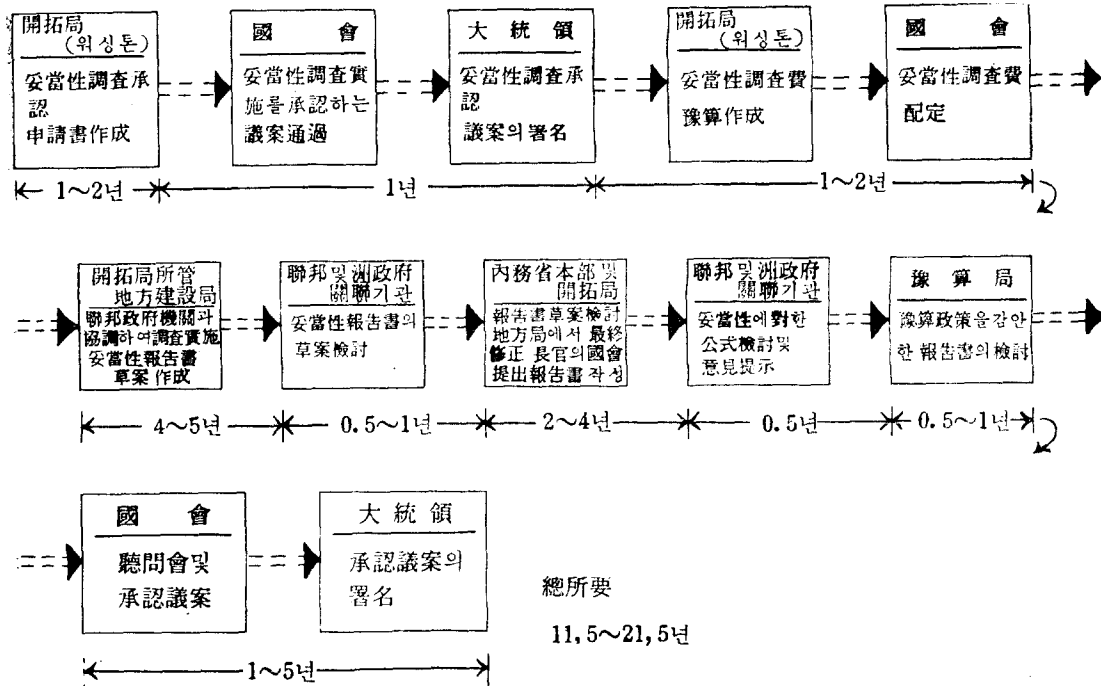 開拓局
(워싱톤)
妥當性調査承
認
申請書作成
國 會
妥當性調査實
施를承認하는
議案通過
大統領
妥當性調査承
認
議案의署名
開拓局
(워싱톤)
妥當性調査費
豫算作成
國 會
妥當性調査費
配定
1~2년
1년
1~2년
開拓局所管
地方建設局
聯邦政府機關과
協調하여調査實施
妥當性報告書
草案作成
聯邦및洲政府
關聯기관
妥當性報告書의
草案檢討
內務省本部및
開拓局
報告書草案檢討
地方局에서 最終
修正 長官의國會
提出報告書작성
聯邦및洲政府
關聯기관
妥當性에對한
公式檢討및
意見提示
豫算局
豫算政策을감안
한報告書의檢討
4~5년
0.5~1년
2~4년
0.5년
0.5~1년
國 會
聽問會및
承認議案
大統領
承認議案의
署名
總所要
11,5~21,5년
1~5년